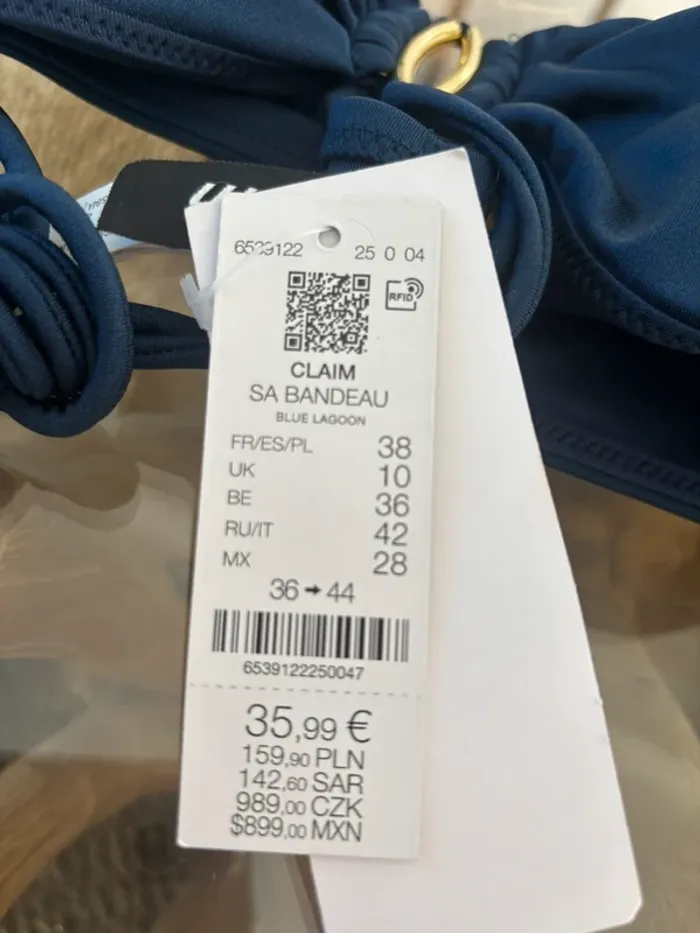 6539122 25 0 04
RFID
CLAIM
SA BANDEAU
BLUE LAGOON
FR/ES/PL 38
UK 10
BE 36
RU/IT 42
MX 28
36 → 44
6539122250047
35,99 €
159,90 PLN
142,60 SAR
989,00 CZK
$899,00 MXN